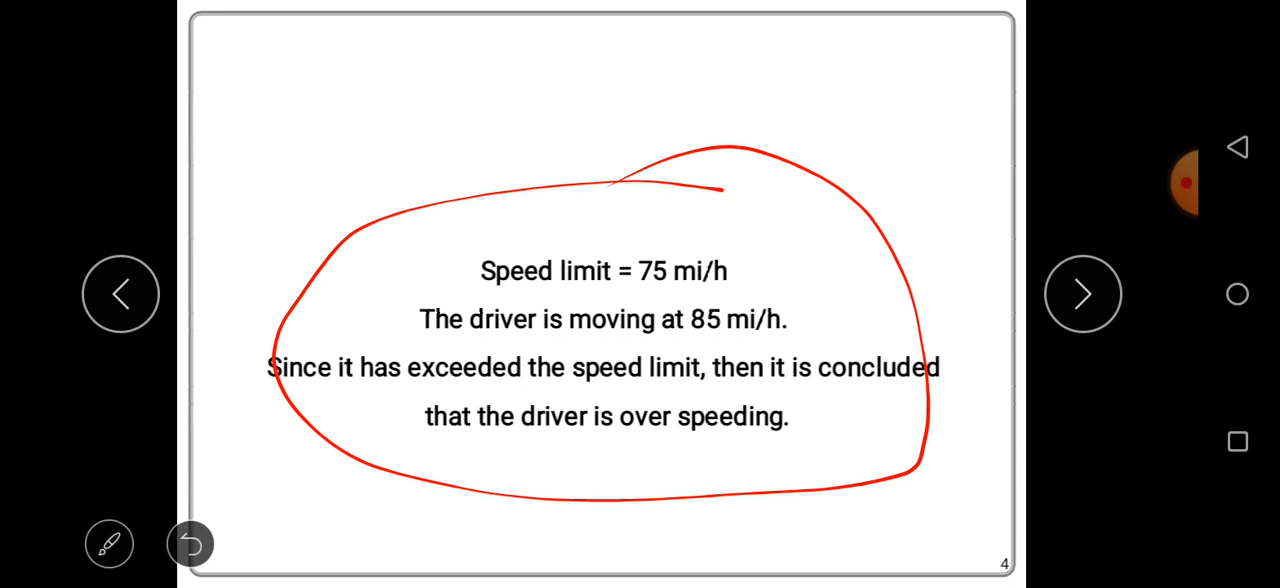 Speed limit = 75 mi/h
The driver is moving at 85 mi/h.
Since it has exceeded the speed limit, then it is concluded
that the driver is over speeding.
4